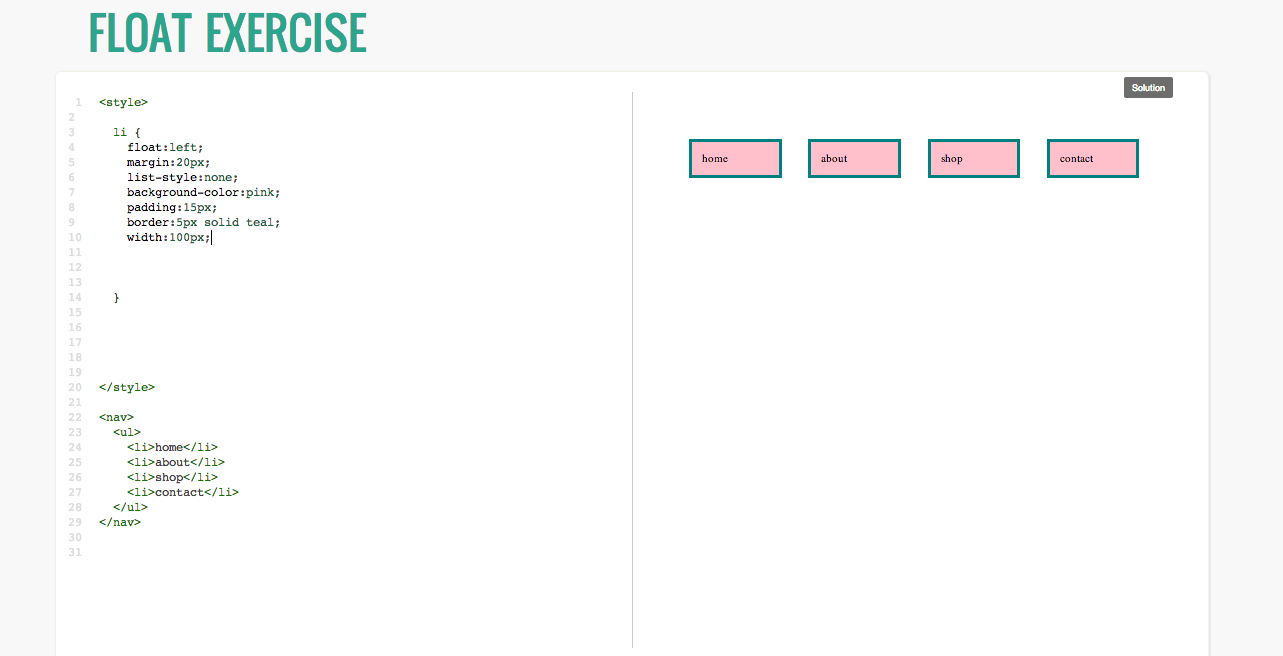 FLOAT EXERCISE
Solution
1 <style>
2
3 li {
4 float:left;
5 margin:20px;
6 list-style:none;
7 background-color:pink;
8 padding:15px;
9 border:5px solid teal;
10 width:100px;
11
12
13
14 }
15
16
17
18
19
20 </style>
21
22 <nav>
23 <ul>
24 <li>home</li>
25 <li>about</li>
26 <li>shop</li>
27 <li>contact</li>
28 </ul>
29 </nav>
30
31
home about shop contact